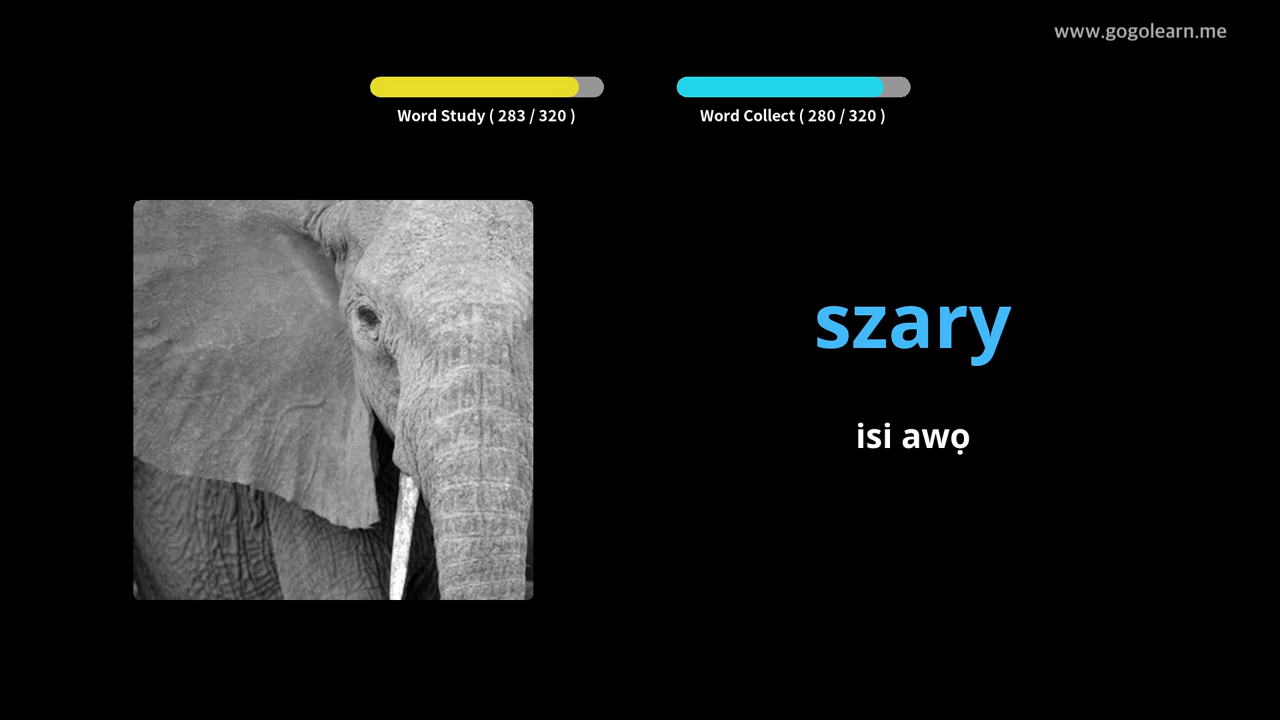 www.gogolearn.me
Word Study ( 283 / 320 )
Word Collect ( 280 / 320 )
szary
isi awọ